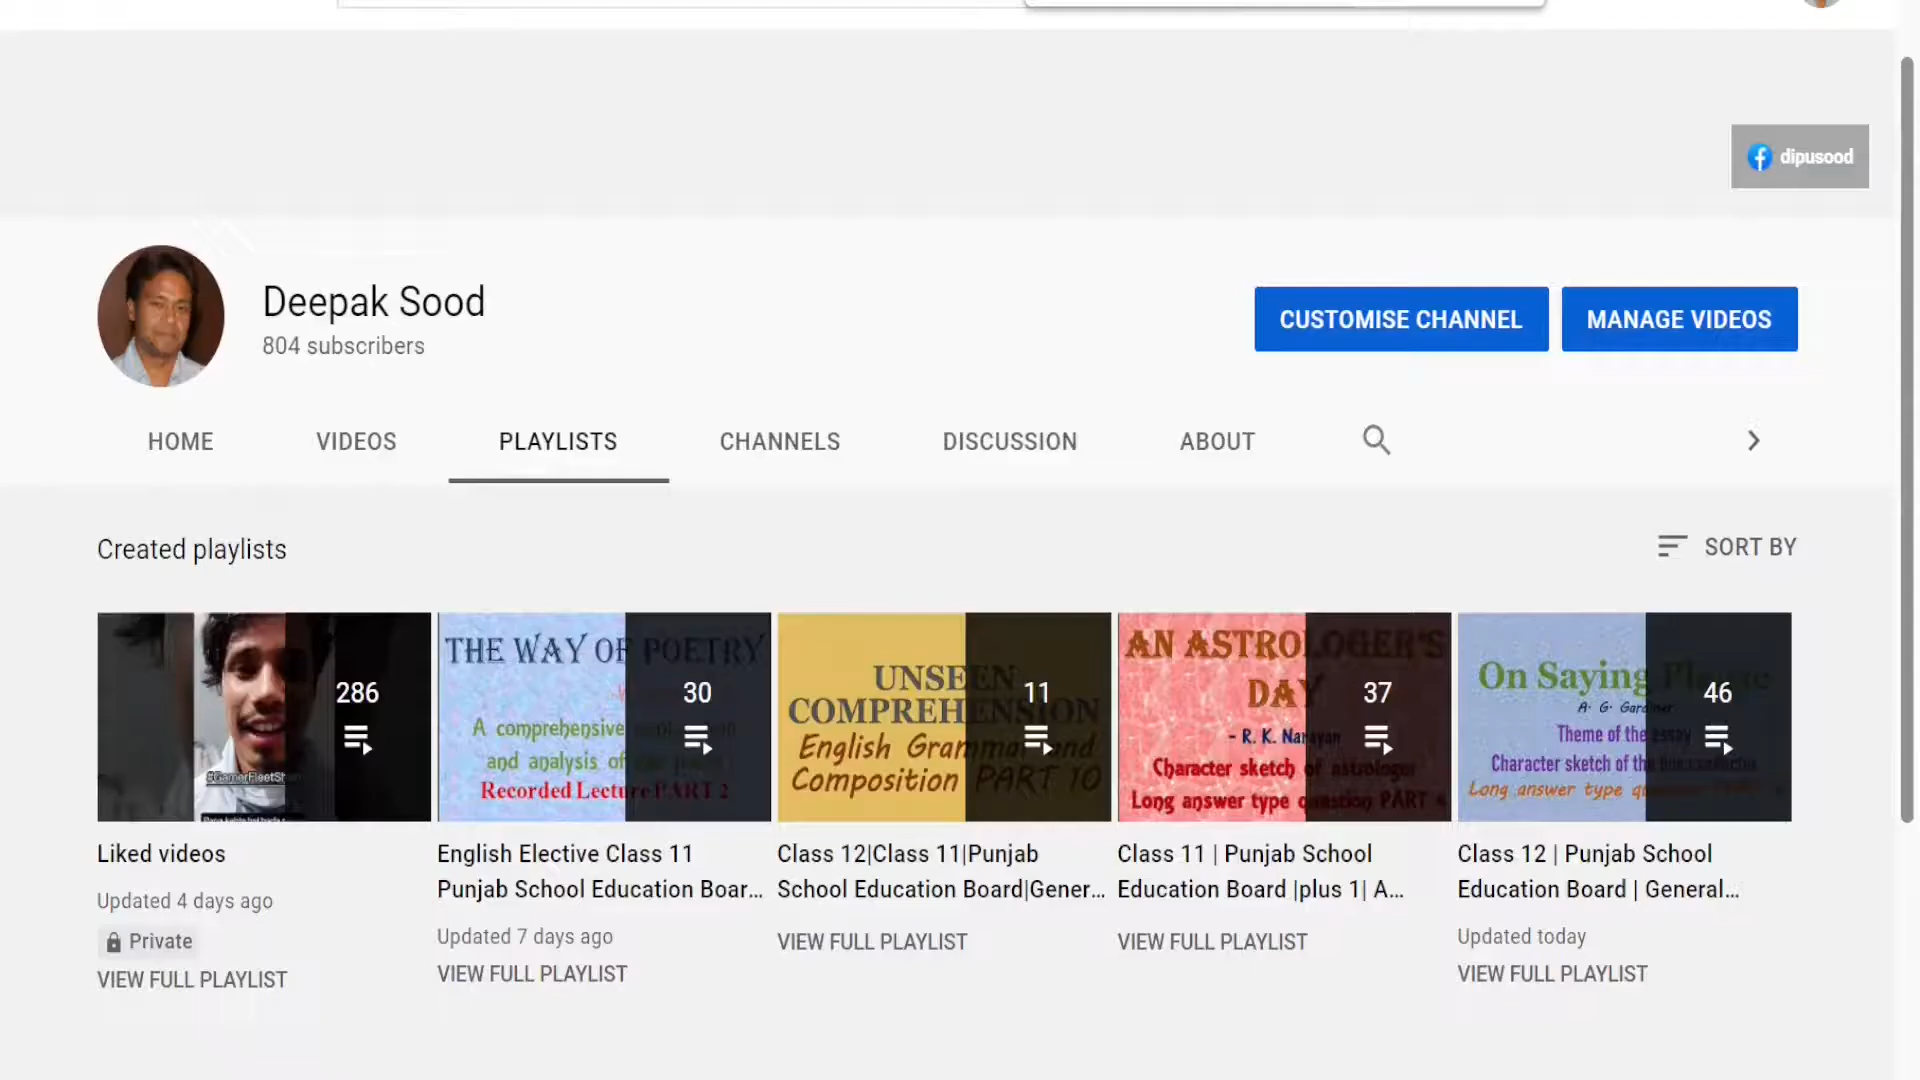 dipusood
Deepak Sood
804 subscribers
CUSTOMISE CHANNEL
MANAGE VIDEOS
HOME
VIDEOS
PLAYLISTS
CHANNELS
DISCUSSION
ABOUT
Created playlists
SORT BY
286
#GamerFleetSh
THE WAY OF POETRY
30
A comprehensive
and analysis of
Recorded Lecture PART 2
UNSEEN
11
COMPREHENSION
English Grammar and
Composition PART 10
AN ASTROLOGER'S
DAY
37
- R. K. Narayan
Character sketch of astrologer
Long answer type question PART
On Saying Please
46
A. G. Gardiner
Theme of the essay
Character sketch of the
Long answer type
Liked videos
Updated 4 days ago
Private
VIEW FULL PLAYLIST
English Elective Class 11
Punjab School Education Boar...
Updated 7 days ago
VIEW FULL PLAYLIST
Class 12|Class 11|Punjab
School Education Board|Gener...
VIEW FULL PLAYLIST
Class 11 | Punjab School
Education Board |plus 1| A...
VIEW FULL PLAYLIST
Class 12 | Punjab School
Education Board | General...
Updated today
VIEW FULL PLAYLIST